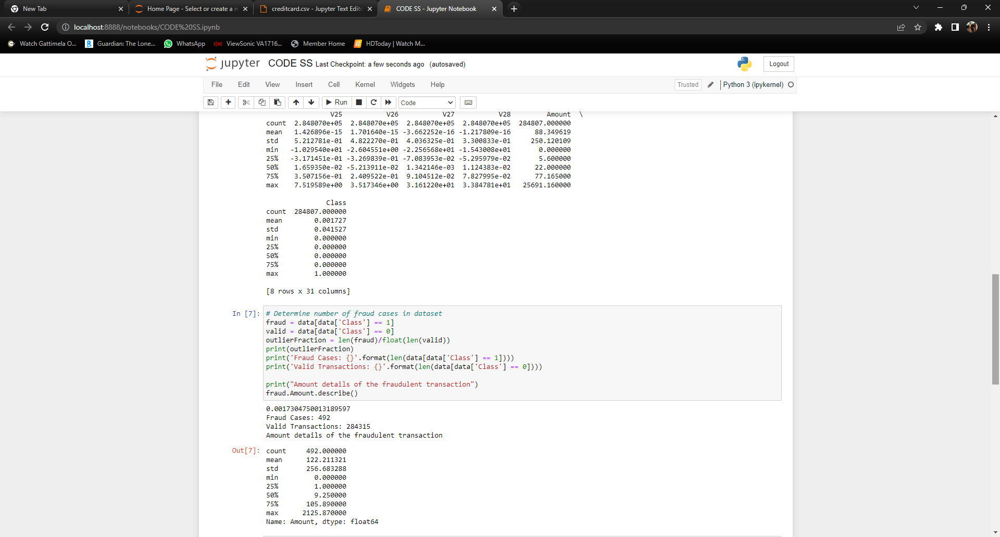 New Tab
Home Page - Select or create a n
creditcard.csv - Jupyter Text Edit
CODE SS - Jupyter Notebook
localhost:8888/notebooks/CODE%20SS.ipynb
Watch Gattimela O... Guardian: The Lone... WhatsApp cjnet ViewSonic VA1716... Member Home HD HDToday | Watch M...
jupyter CODE SS Last Checkpoint: a few seconds ago (autosaved) Logout
File Edit View Insert Cell Kernel Widgets Help Trusted Python 3 (ipykernel)
Run Code
V25 V26 V27 V28 Amount \
count 2.848070e+05 2.848070e+05 2.848070e+05 2.848070e+05 284807.000000
mean 1.426896e-15 1.701640e-15 -3.662252e-16 -1.217809e-16 88.349619
std 5.212781e-01 4.822270e-01 4.036325e-01 3.300833e-01 250.120109
min -1.029540e+01 -2.604551e+00 -2.256568e+01 -1.543008e+01 0.000000
25% -3.171451e-01 -3.269839e-01 -7.083953e-02 -5.295979e-02 5.600000
50% 1.659350e-02 -5.213911e-02 1.342146e-03 1.124383e-02 22.000000
75% 3.507156e-01 2.409522e-01 9.104512e-02 7.827995e-02 77.165000
max 7.519589e+00 3.517346e+00 3.161220e+01 3.384781e+01 25691.160000
Class
count 284807.000000
mean 0.001727
std 0.041527
min 0.000000
25% 0.000000
50% 0.000000
75% 0.000000
max 1.000000
[8 rows x 31 columns]
In [7]: # Determine number of fraud cases in dataset
fraud = data[data['Class'] == 1]
valid = data[data['Class'] == 0]
outlierFraction = len(fraud)/float(len(valid))
print(outlierFraction)
print('Fraud Cases: {}'.format(len(data[data['Class'] == 1])))
print('Valid Transactions: {}'.format(len(data[data['Class'] == 0])))
print("Amount details of the fraudulent transaction")
fraud.Amount.describe()
0.0017304750013189597
Fraud Cases: 492
Valid Transactions: 284315
Amount details of the fraudulent transaction
Out[7]: count 492.000000
mean 122.211321
std 256.683288
min 0.000000
25% 1.000000
50% 9.250000
75% 105.890000
max 2125.870000
Name: Amount, dtype: float64